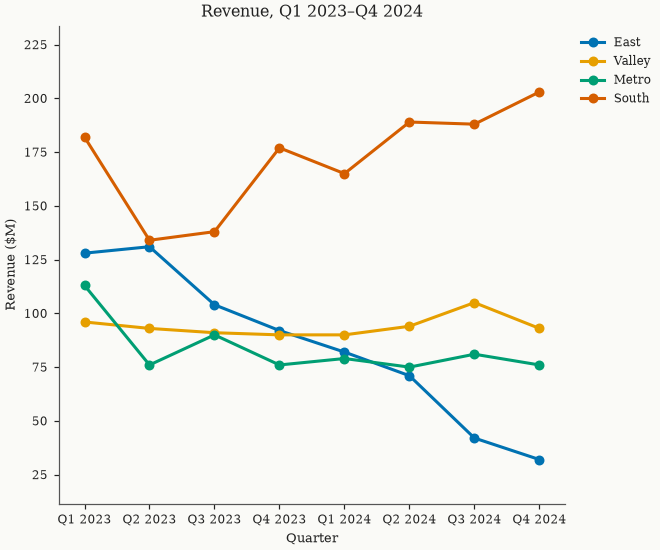 Revenue, Q1 2023–Q4 2024
East
Valley
Metro
South
Revenue ($M)
225
200
175
150
125
100
75
50
25
Q1 2023 Q2 2023 Q3 2023 Q4 2023 Q1 2024 Q2 2024 Q3 2024 Q4 2024
Quarter